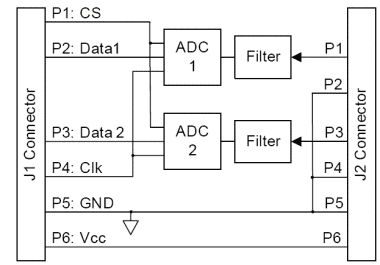 P1: CS
P2: Data1
ADC
1
Filter
P1
P2
J1 Connector
J2 Connector
P3: Data 2
ADC
2
Filter
P3
P4: Clk
P4
P5: GND
P5
P6: Vcc
P6